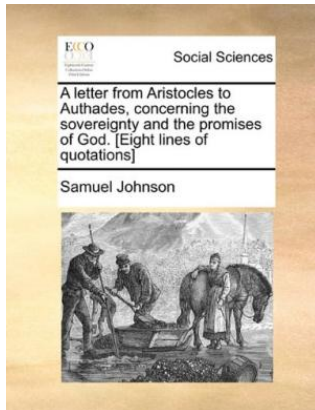 ECCO
Social Sciences
A letter from Aristocles to
Authades, concerning the
sovereignty and the promises
of God. [Eight lines of
quotations]
Samuel Johnson